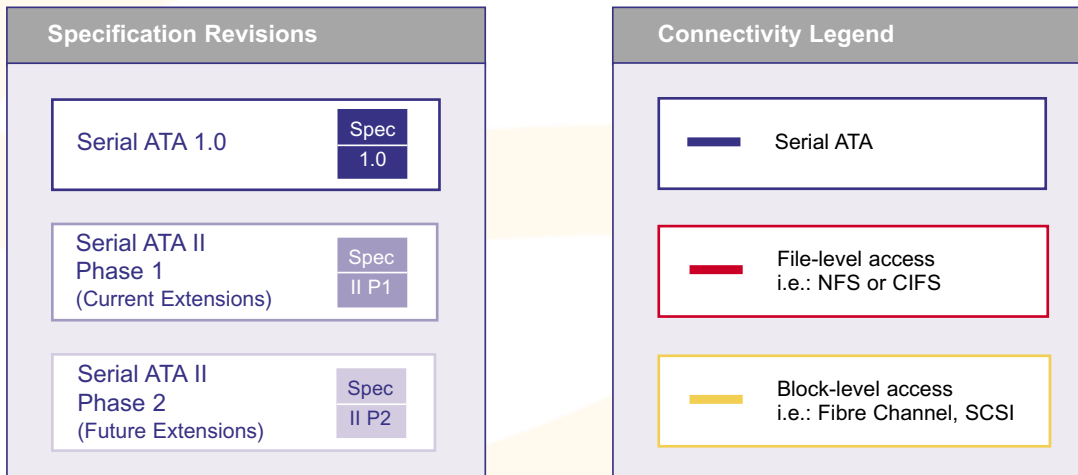 Specification Revisions
Serial ATA 1.0
Spec
1.0
Serial ATA II
Phase 1
(Current Extensions)
Spec
II P1
Serial ATA II
Phase 2
(Future Extensions)
Spec
II P2
Connectivity Legend
Serial ATA
File-level access
i.e.: NFS or CIFS
Block-level access
i.e.: Fibre Channel, SCSI